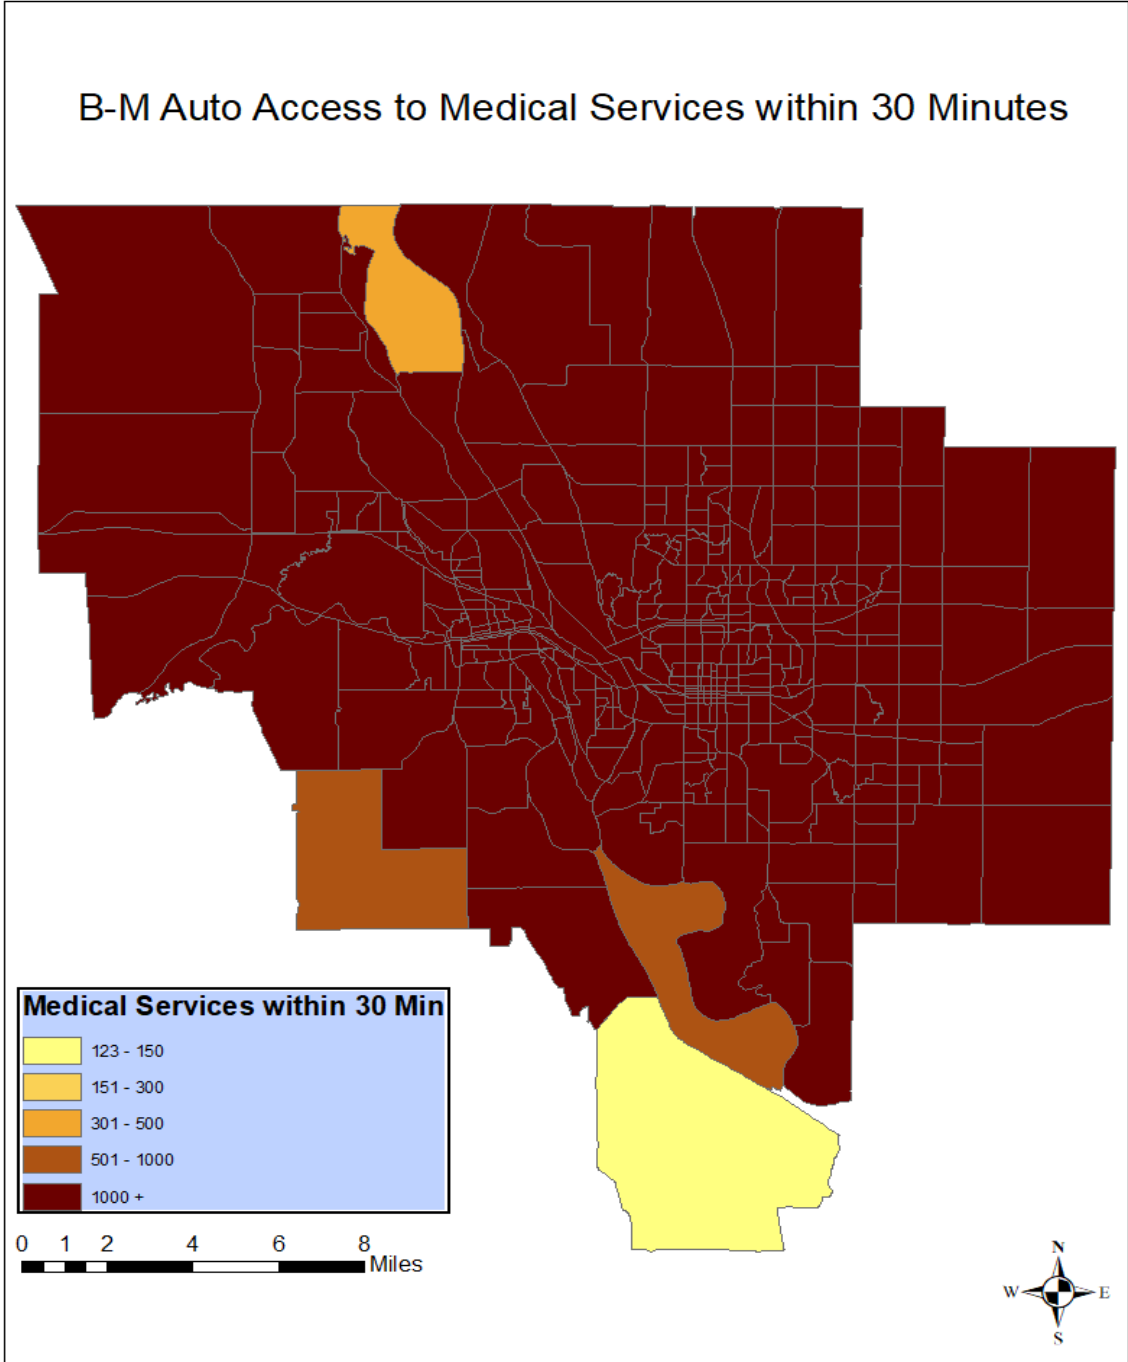 B-M Auto Access to Medical Services within 30 Minutes
Medical Services within 30 Min
123 - 150
151 - 300
301 - 500
501 - 1000
1000 +
0 1 2 4 6 8
Miles
N
W E
S